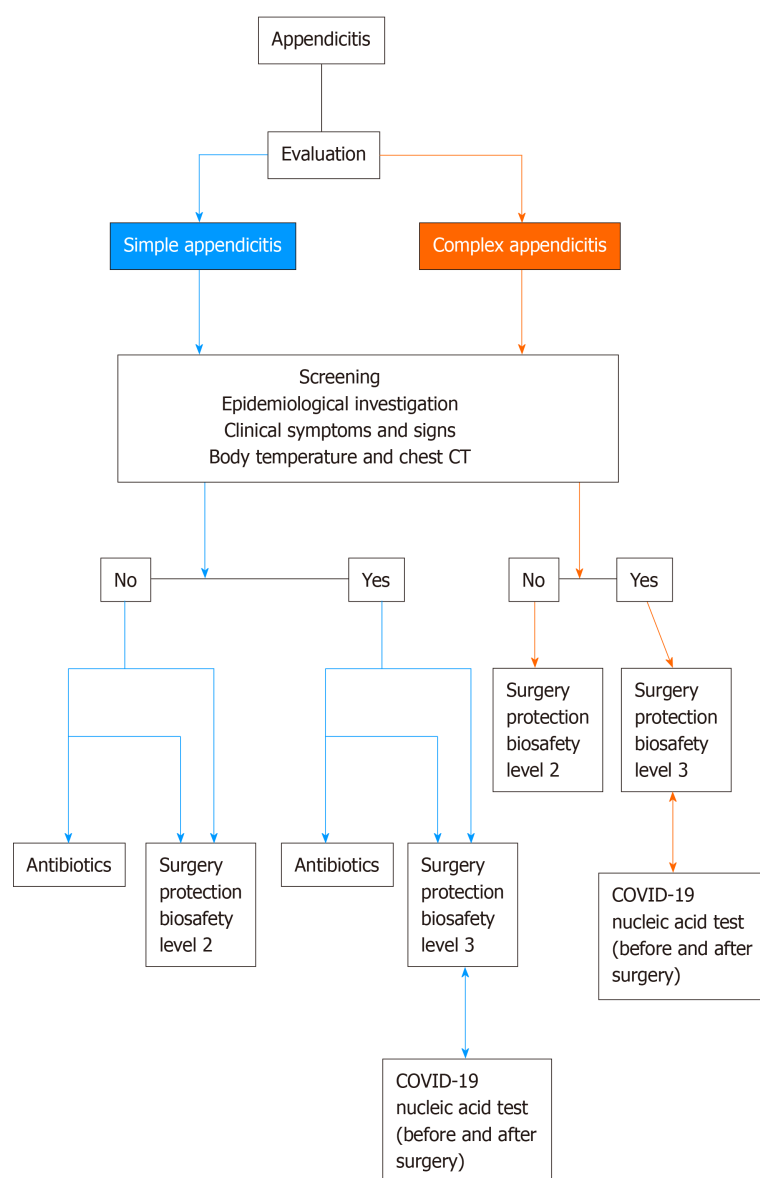 Appendicitis
Evaluation
Simple appendicitis
Complex appendicitis
Screening
Epidemiological investigation
Clinical symptoms and signs
Body temperature and chest CT
No
Yes
No
Yes
Surgery
protection
biosafety
level 2
Surgery
protection
biosafety
level 3
Antibiotics
Surgery
protection
biosafety
level 2
Antibiotics
Surgery
protection
biosafety
level 3
COVID-19
nucleic acid test
(before and after
surgery)
COVID-19
nucleic acid test
(before and after
surgery)